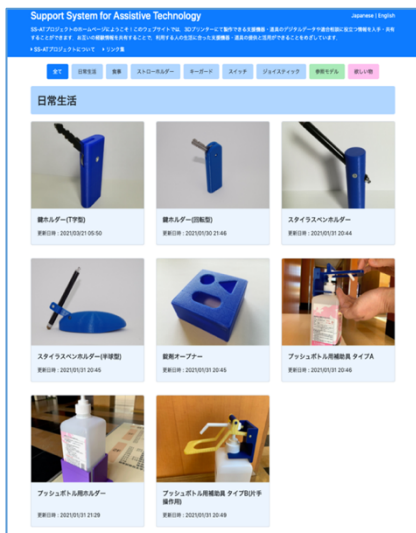 Support System for Assistive Technology
Japanese | English
SS-ATプロジェクトのホームページにようこそ！このウェブサイトでは、3Dプリンターにて製作できる支援機器・道具のデジタルデータや適合相談に役立つ情報を入手・共有
することができます。お互いの経験情報を共有することで、利用する人の生活に合った支援機器・道具の提供と活用ができることをめざしています。
SS-ATプロジェクトについて
リンク集
全て
日常生活
食事
ストローホルダー
キーボード
スイッチ
ジョイスティック
参照モデル
欲しい物
日常生活
鍵ホルダー(T字型)
更新日時 : 2021/03/21 05:50
鍵ホルダー(回転型)
更新日時 : 2021/01/30 21:46
スタイラスペンホルダー
更新日時 : 2021/01/31 20:44
スタイラスペンホルダー(半球型)
更新日時 : 2021/01/31 20:45
錠剤オープナー
更新日時 : 2021/01/31 20:45
プッシュボトル用補助具 タイプA
更新日時 : 2021/01/31 20:46
プッシュボトル用ホルダー
更新日時 : 2021/01/31 21:29
プッシュボトル用補助具 タイプB(片手
操作用)
更新日時 : 2021/01/31 20:49